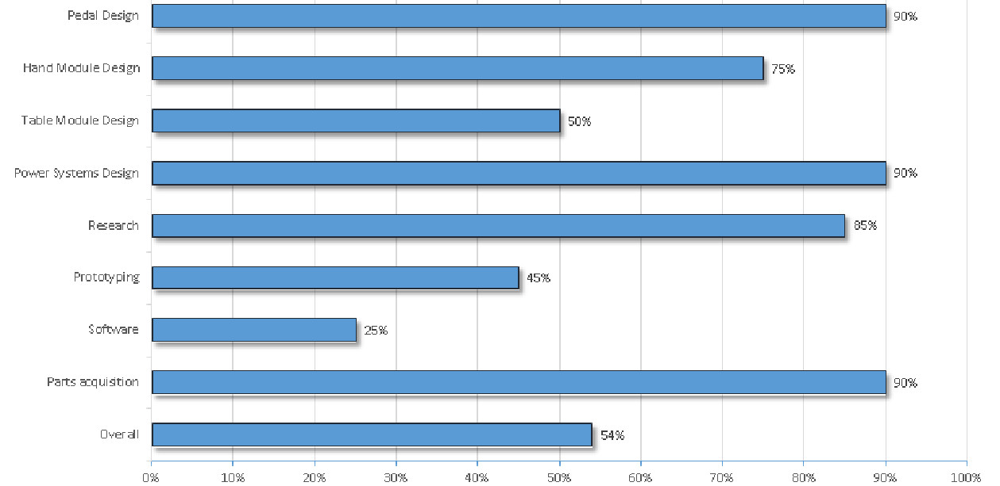 Pedal Design 90%
Hand Module Design 75%
Table Module Design 50%
Power Systems Design 90%
Research 85%
Prototyping 45%
Software 25%
Parts acquisition 90%
Overall 54%
0% 10% 20% 30% 40% 50% 60% 70% 80% 90% 100%